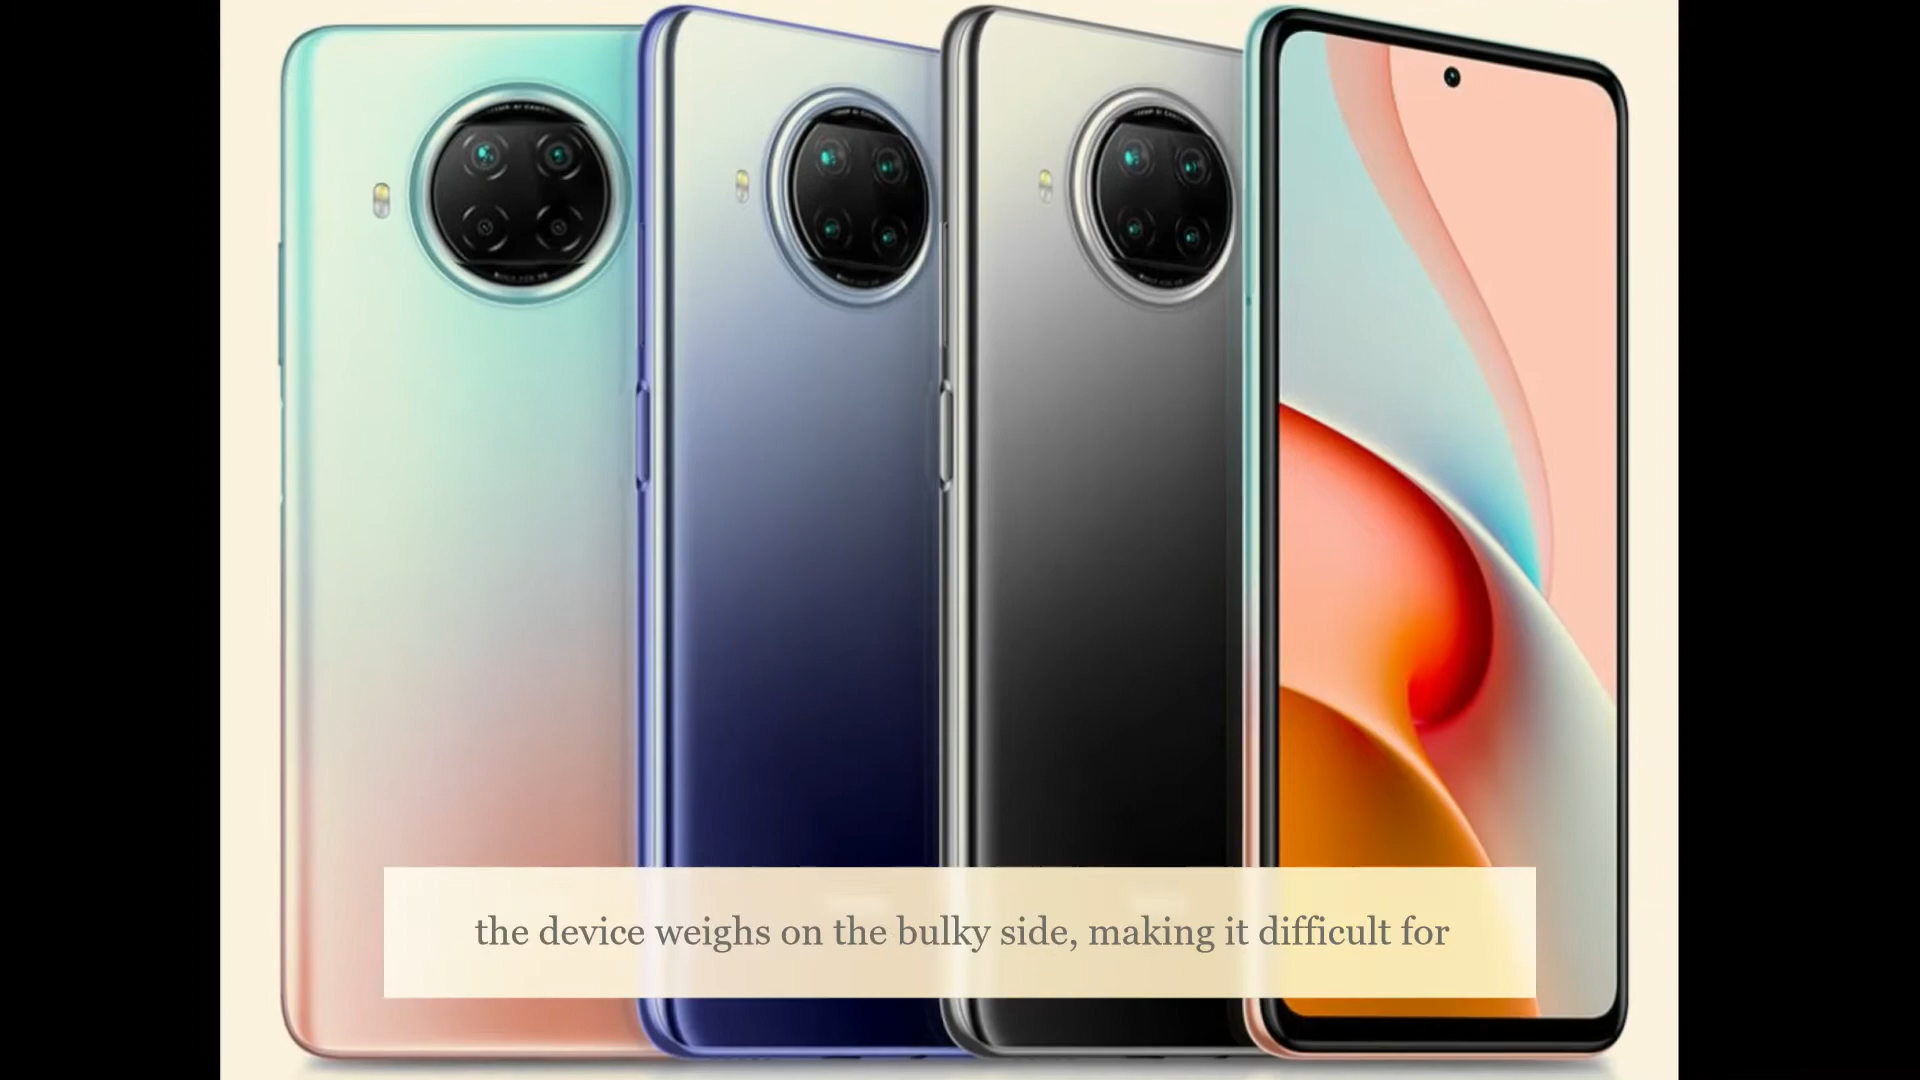 the device weighs on the bulky side, making it difficult for